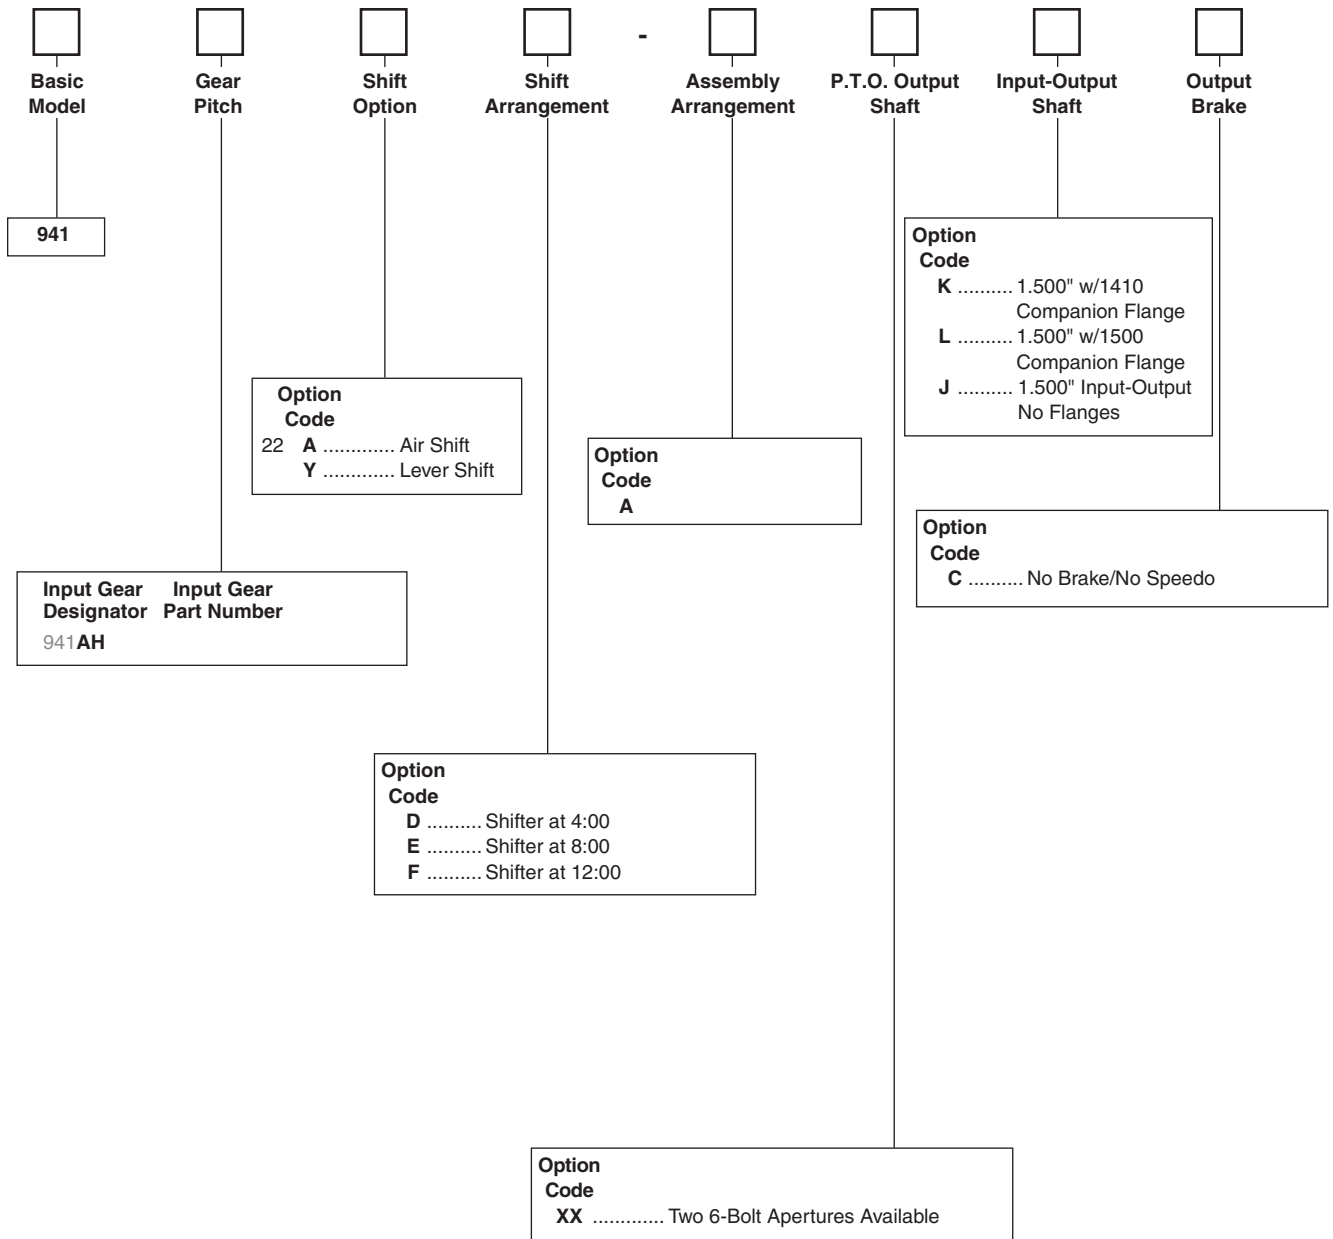 -
Basic Model
Gear Pitch
Shift Option
Shift Arrangement
Assembly Arrangement
P.T.O. Output Shaft
Input-Output Shaft
Output Brake
941
Option
Code
K .......... 1.500" w/1410
Companion Flange
L .......... 1.500" w/1500
Companion Flange
J .......... 1.500" Input-Output
No Flanges
Option
Code
22 A ............. Air Shift
Y ............. Lever Shift
Option
Code
A
Option
Code
C .......... No Brake/No Speedo
Input Gear Input Gear
Designator Part Number
941AH
Option
Code
D .......... Shifter at 4:00
E .......... Shifter at 8:00
F .......... Shifter at 12:00
Option
Code
XX ............. Two 6-Bolt Apertures Available